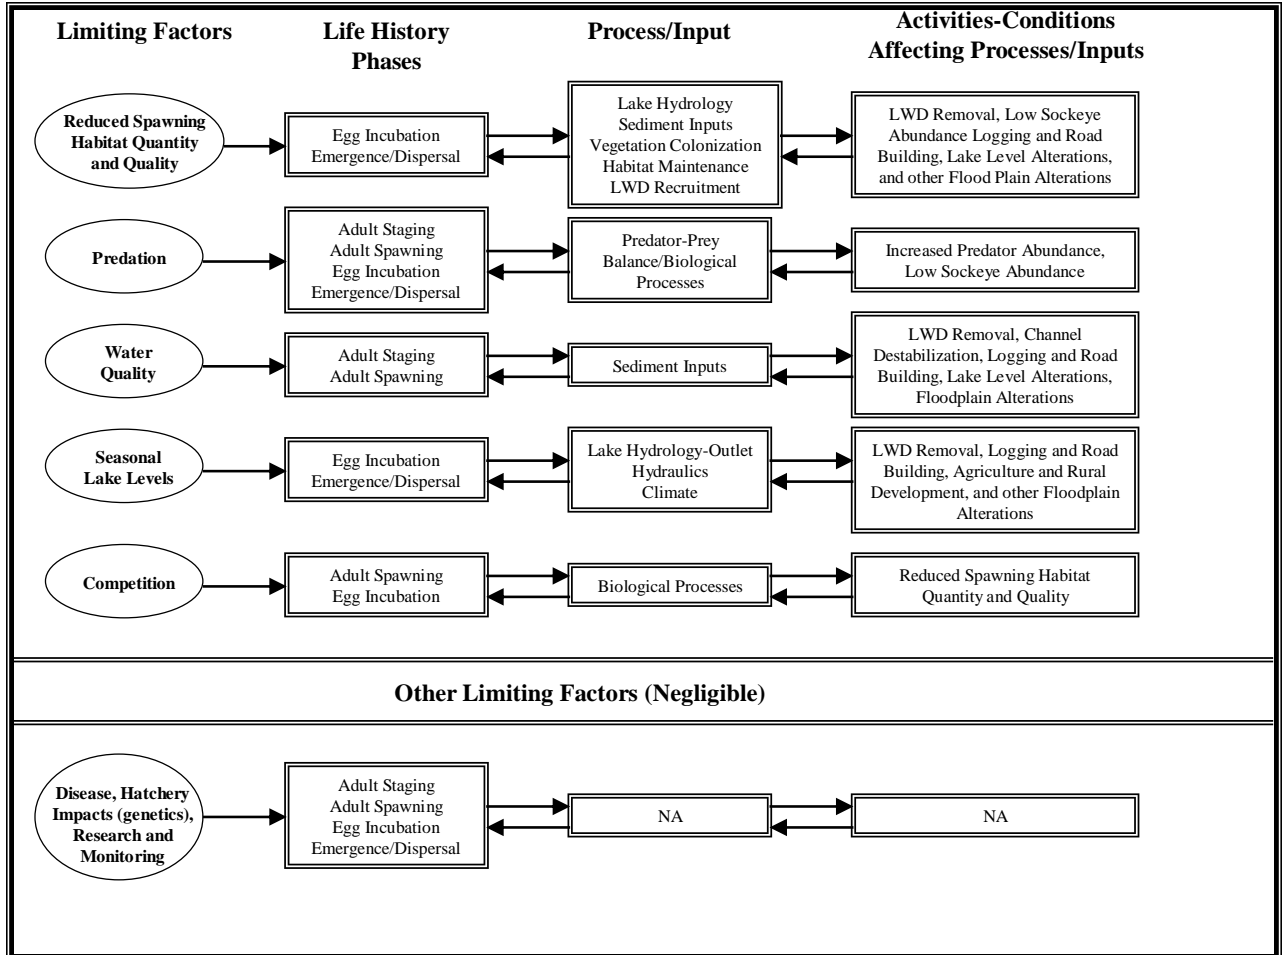 Limiting Factors
Life History
Phases
Process/Input
Activities-Conditions
Affecting Processes/Inputs
Reduced Spawning
Habitat Quantity
and Quality
Egg Incubation
Emergence/Dispersal
Lake Hydrology
Sediment Inputs
Vegetation Colonization
Habitat Maintenance
LWD Recruitment
LWD Removal, Low Sockeye
Abundance Logging and Road
Building, Lake Level Alterations,
and other Flood Plain Alterations
Predation
Adult Staging
Adult Spawning
Egg Incubation
Emergence/Dispersal
Predator-Prey
Balance/Biological
Processes
Increased Predator Abundance,
Low Sockeye Abundance
Water
Quality
Adult Staging
Adult Spawning
Sediment Inputs
LWD Removal, Channel
Destabilization, Logging and Road
Building, Lake Level Alterations,
Floodplain Alterations
Seasonal
Lake Levels
Egg Incubation
Emergence/Dispersal
Lake Hydrology-Outlet
Hydraulics
Climate
LWD Removal, Logging and Road
Building, Agriculture and Rural
Development, and other Floodplain
Alterations
Competition
Adult Spawning
Egg Incubation
Biological Processes
Reduced Spawning Habitat
Quantity and Quality
Other Limiting Factors (Negligible)
Disease, Hatchery
Impacts (genetics),
Research and
Monitoring
Adult Staging
Adult Spawning
Egg Incubation
Emergence/Dispersal
NA
NA